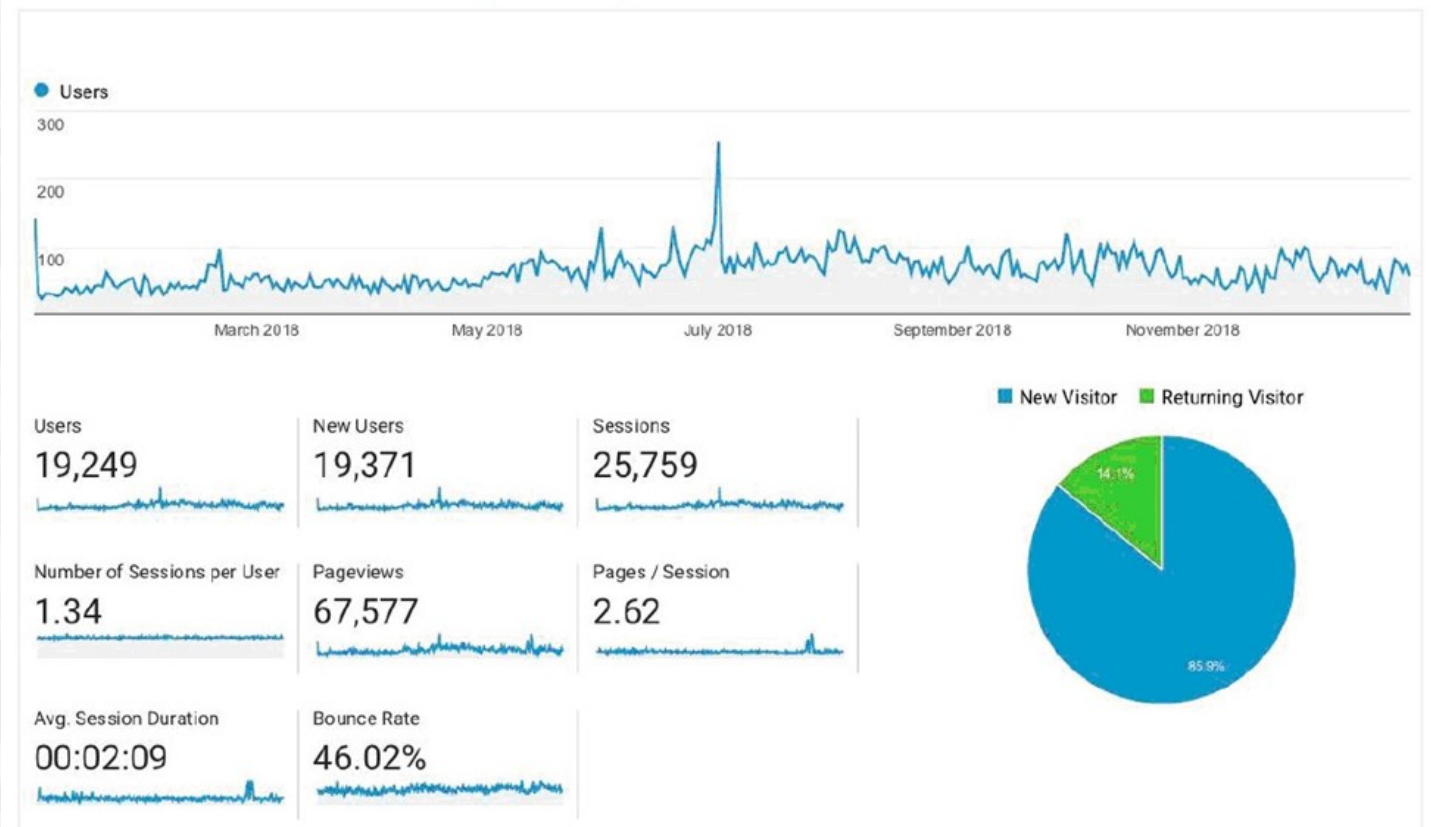 Users
300
200
100
March 2018
May 2018
July 2018
September 2018
November 2018
New Visitor
Returning Visitor
Users
New Users
Sessions
19,249
19,371
25,759
Number of Sessions per User
Pageviews
Pages / Session
1.34
67,577
2.62
Avg. Session Duration
Bounce Rate
00:02:09
46.02%
14.1%
85.9%